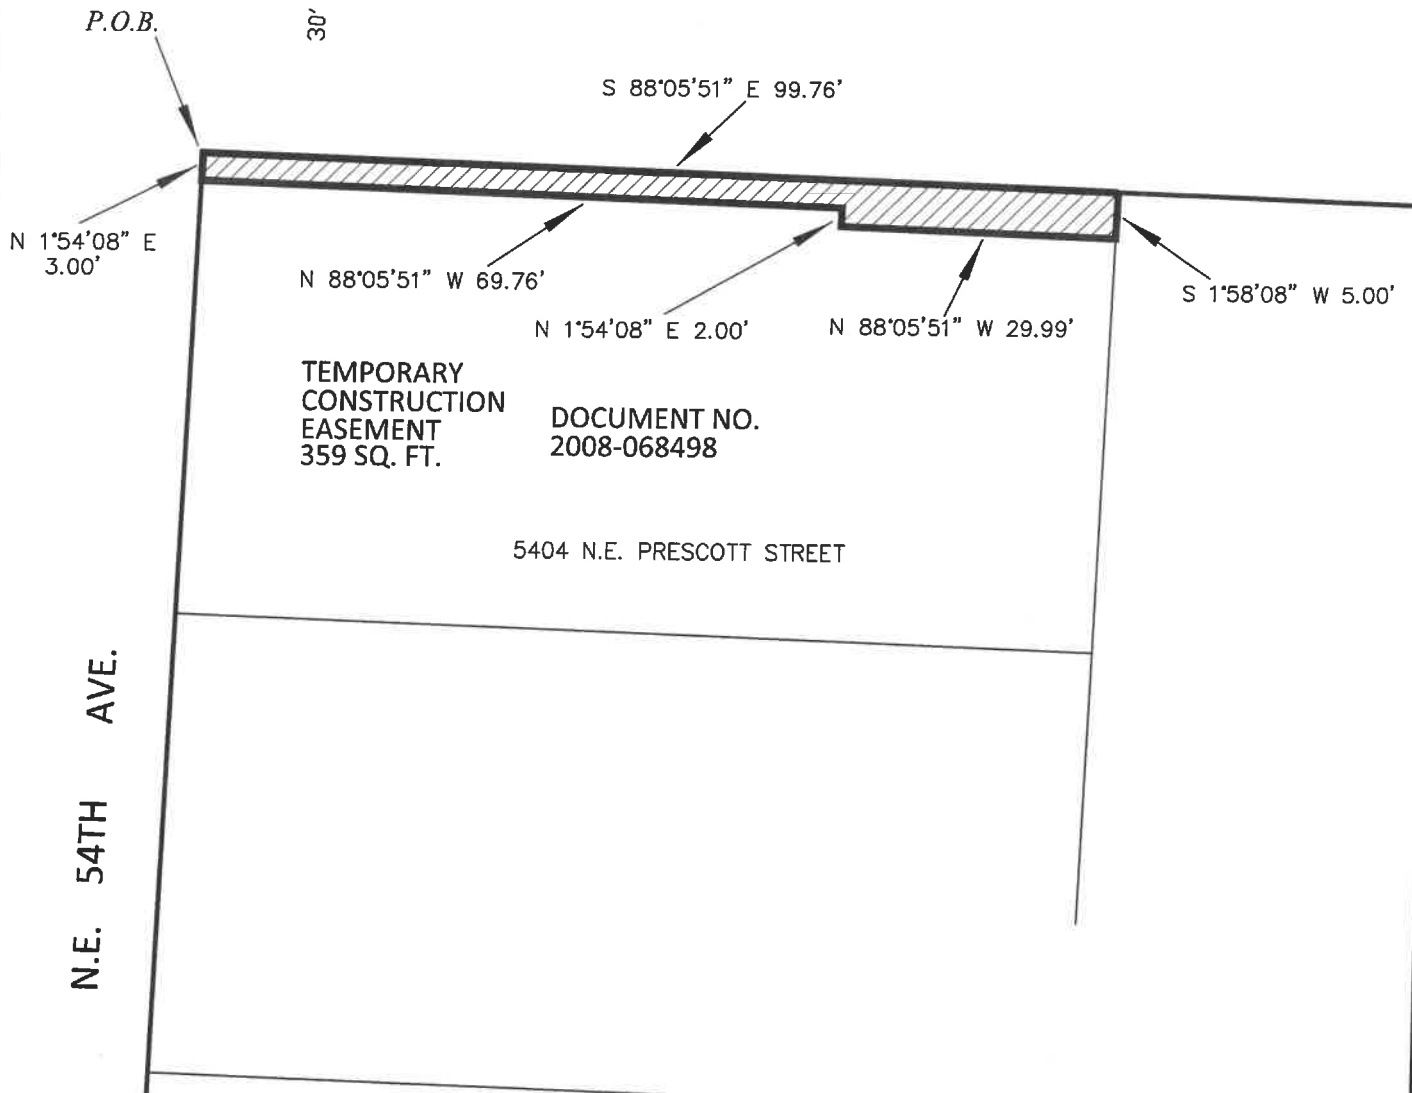 P.O.B.
30'
S 88°05'51" E 99.76'
N 1°54'08" E
3.00'
N 88°05'51" W 69.76'
N 1°54'08" E 2.00'
N 88°05'51" W 29.99'
S 1°58'08" W 5.00'
TEMPORARY
CONSTRUCTION
EASEMENT
359 SQ. FT.
DOCUMENT NO.
2008-068498
5404 N.E. PRESCOTT STREET
N.E. 54TH AVE.